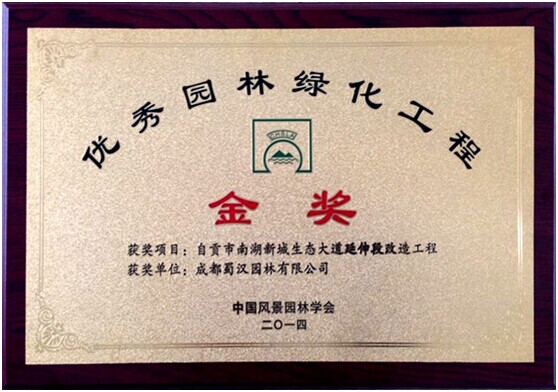 优秀园林绿化工程
CHSLA
金奖
获奖项目：自贡市南湖新城生态大道延伸段改造工程
获奖单位：成都蜀汉园林有限公司
中国风景园林学会
二〇一四